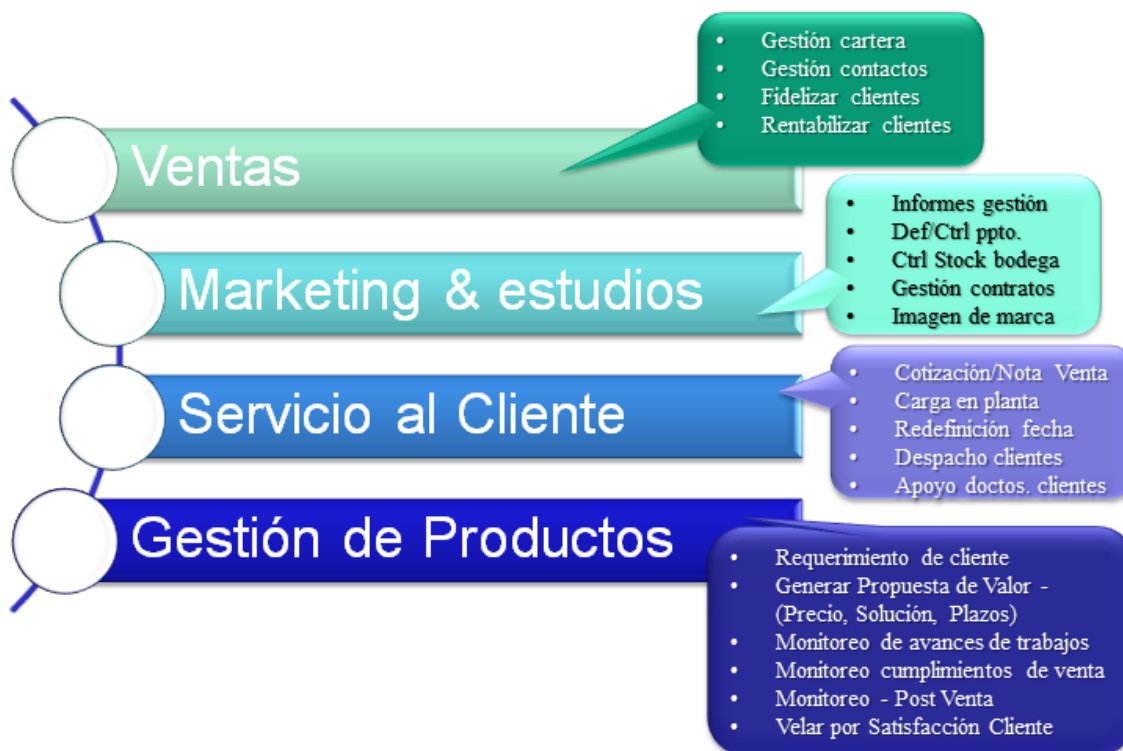 Ventas
• Gestión cartera
• Gestión contactos
• Fidelizar clientes
• Rentabilizar clientes
Marketing & estudios
• Informes gestión
• Def/Ctrl ppto.
• Ctrl Stock bodega
• Gestión contratos
• Imagen de marca
Servicio al Cliente
• Cotización/Nota Venta
• Carga en planta
• Redefinición fecha
• Despacho clientes
• Apoyo doctos. clientes
Gestión de Productos
• Requerimiento de cliente
• Generar Propuesta de Valor -
(Precio, Solución, Plazos)
• Monitoreo de avances de trabajos
• Monitoreo cumplimientos de venta
• Monitoreo - Post Venta
• Velar por Satisfacción Cliente